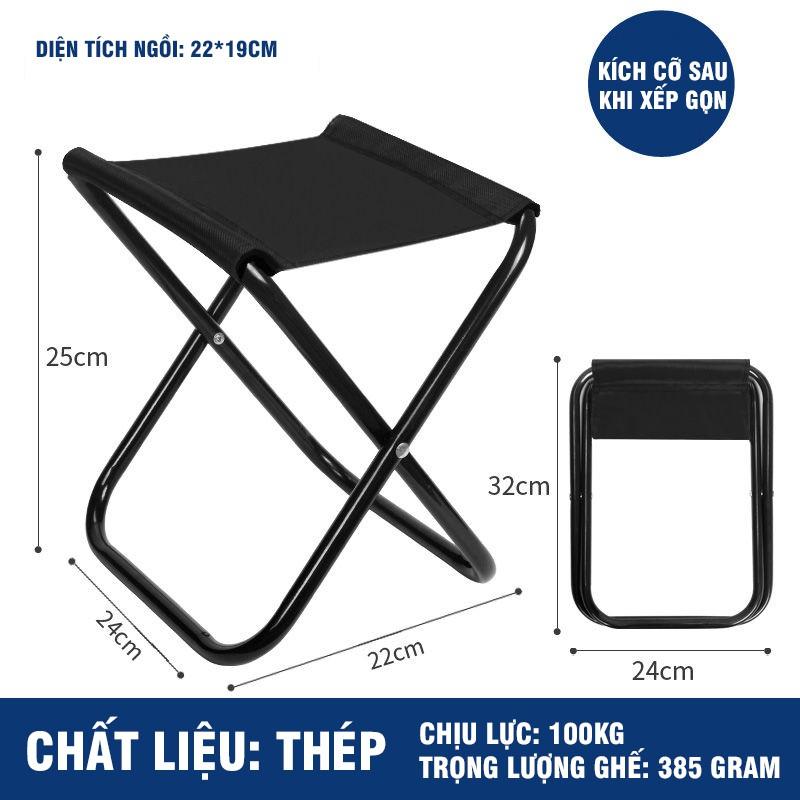 DIỆN TÍCH NGỒI: 22*19CM
KÍCH CỠ SAU
KHI XẾP GỌN
25cm
32cm
24cm
22cm
24cm
CHẤT LIỆU: THÉP
CHỊU LỰC: 100KG
TRỌNG LƯỢNG GHẾ: 385 GRAM